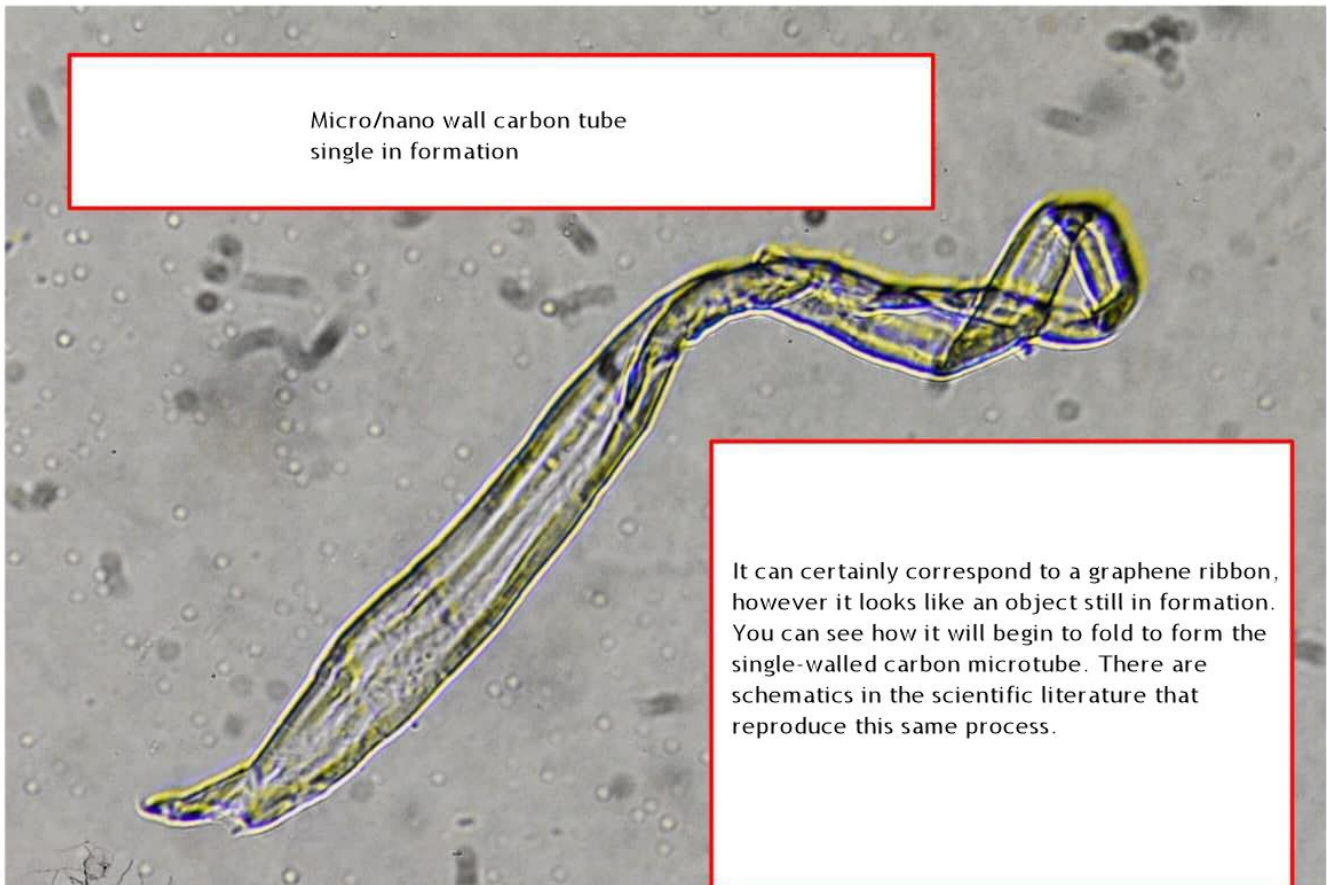 Micro/nano wall carbon tube
single in formation
It can certainly correspond to a graphene ribbon,
however it looks like an object still in formation.
You can see how it will begin to fold to form the
single-walled carbon microtube. There are
schematics in the scientific literature that
reproduce this same process.